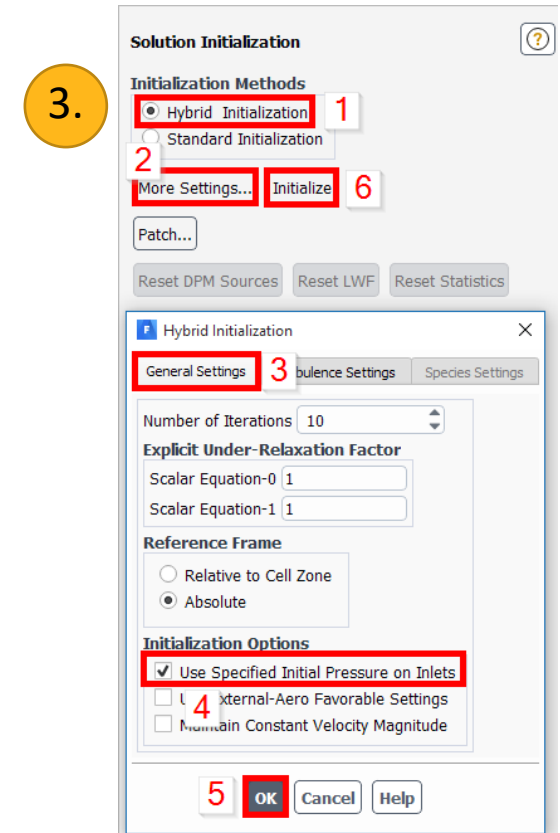 Solution Initialization
?
3.
Initialization Methods
Hybrid Initialization 1
Standard Initialization
2
More Settings... Initialize 6
Patch...
Reset DPM Sources Reset LWF Reset Statistics
F Hybrid Initialization ×
General Settings 3 bulence Settings Species Settings
Number of Iterations 10
Explicit Under-Relaxation Factor
Scalar Equation-0 1
Scalar Equation-1 1
Reference Frame
Relative to Cell Zone
Absolute
Initialization Options
Use Specified Initial Pressure on Inlets
4 xternal-Aero Favorable Settings
Maintain Constant Velocity Magnitude
5 OK Cancel Help